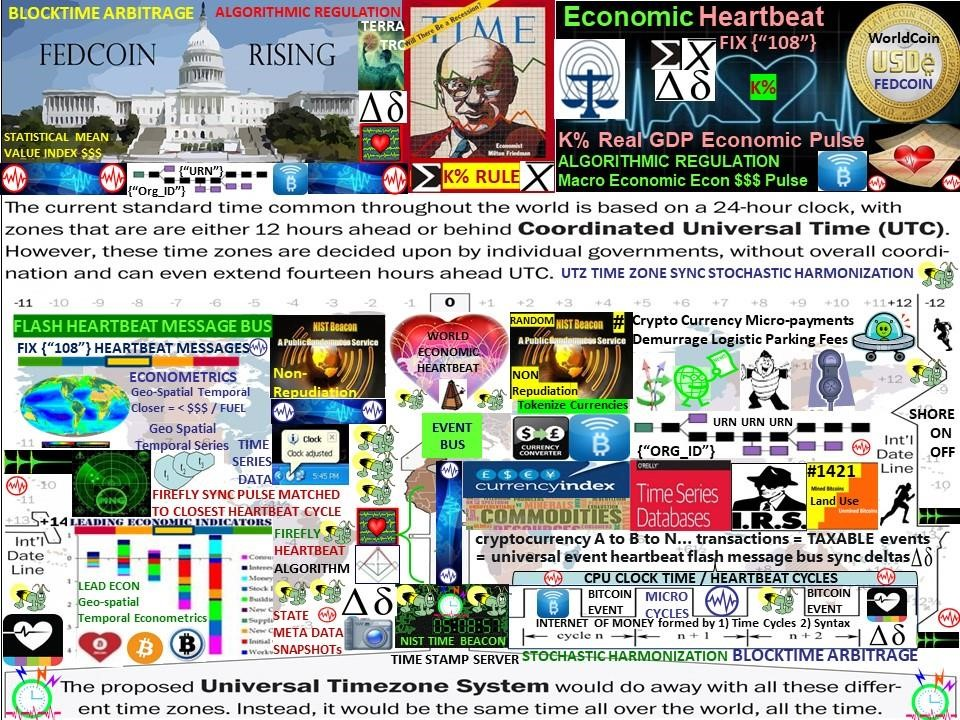 BLOCKTIME ARBITRAGE
ALGORITHMIC REGULATION
FEDCOIN RISING
TERRA
TRC
STATISTICAL MEAN
VALUE INDEX $$$
Δδ
{"URN"}
{"Org_ID"}
Will There Be a Recession?
TIME
Economist
Milton Friedman
Σ K% RULE X
Economic Heartbeat
FIX {"108"}
ΣX
Δδ
K%
WorldCoin
USDe
FEDCOIN
K% Real GDP Economic Pulse
ALGORITHMIC REGULATION
Macro Economic Econ $$$ Pulse
The current standard time common throughout the world is based on a 24-hour clock, with
zones that are are either 12 hours ahead or behind Coordinated Universal Time (UTC).
However, these time zones are decided upon by individual governments, without overall coordi-
nation and can even extend fourteen hours ahead UTC. UTZ TIME ZONE SYNC STOCHASTIC HARMONIZATION
-11 -10 -9 -8 -7 -6 -5 -4 -3 -2 -1 0 +1 +2 +3 +4 +5 +6 +7 +8 +9 +10 +11 +12 -12
FLASH HEARTBEAT MESSAGE BUS
FIX {"108"} HEARTBEAT MESSAGES
ECONOMETRICS
Geo-Spatial Temporal
Closer = < $$$ / FUEL
Geo Spatial
Temporal Series
TIME
SERIES
DATA
NIST Beacon
A Public Randomness Service
Non-
Repudiation
Clock
Clock adjusted
5:45 PM
WORLD
ECONOMIC
HEARTBEAT
EVENT
BUS
RANDOM
#
NIST Beacon
A Public Randomness Service
NON
Repudiation
Tokenize Currencies
Crypto Currency Micro-payments
Demurrage Logistic Parking Fees
+12
-9
URN URN URN
{"ORG_ID"}
SHORE
ON
OFF
Int'l
Date
Line
-10
CURRENCY
CONVERTER
currencyindex
COMMODITIES
RESOURCES
O'REILLY
Time Series
Databases
I.R.S.
#1421
Mined Bitcoins
Land Use
Unmined Bitcoins
FIREFLY SYNC PULSE MATCHED
TO CLOSEST HEARTBEAT CYCLE
+13
+14
Int'l
Date
Line
LEADING ECONOMIC INDICATORS
LEAD ECON
Geo-spatial
Temporal Econometrics
FIREFLY
HEARTBEAT
ALGORITHM
STATE
META DATA
SNAPSHOTs
Δδ
cryptocurrency A to B to N... transactions = TAXABLE events
= universal event heartbeat flash message bus sync deltas Δδ
CPU CLOCK TIME / HEARTBEAT CYCLES
BITCOIN
EVENT
MICRO
CYCLES
BITCOIN
EVENT
INTERNET OF MONEY formed by 1) Time Cycles 2) Syntax
cycle n n + 1 n + 2
Δδ
05:08:57
NIST TIME BEACON
TIME STAMP SERVER
STOCHASTIC HARMONIZATION BLOCKTIME ARBITRAGE
The proposed Universal Timezone System would do away with all these differ-
ent time zones. Instead, it would be the same time all over the world, all the time.